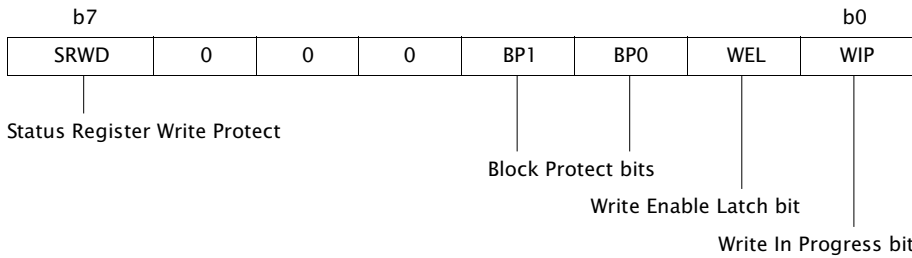 b7 b0
SRWD 0 0 0 BP1 BP0 WEL WIP
Status Register Write Protect
Block Protect bits
Write Enable Latch bit
Write In Progress bit